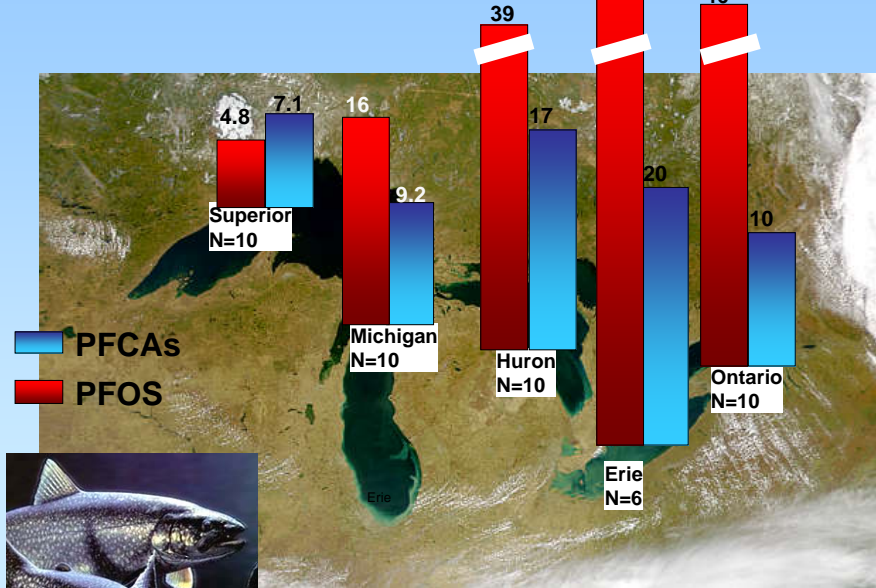 39
4.8
7.1
16
17
9.2
20
10
Superior
N=10
Michigan
N=10
Huron
N=10
Ontario
N=10
Erie
N=6
PFCAs
PFOS
Erie